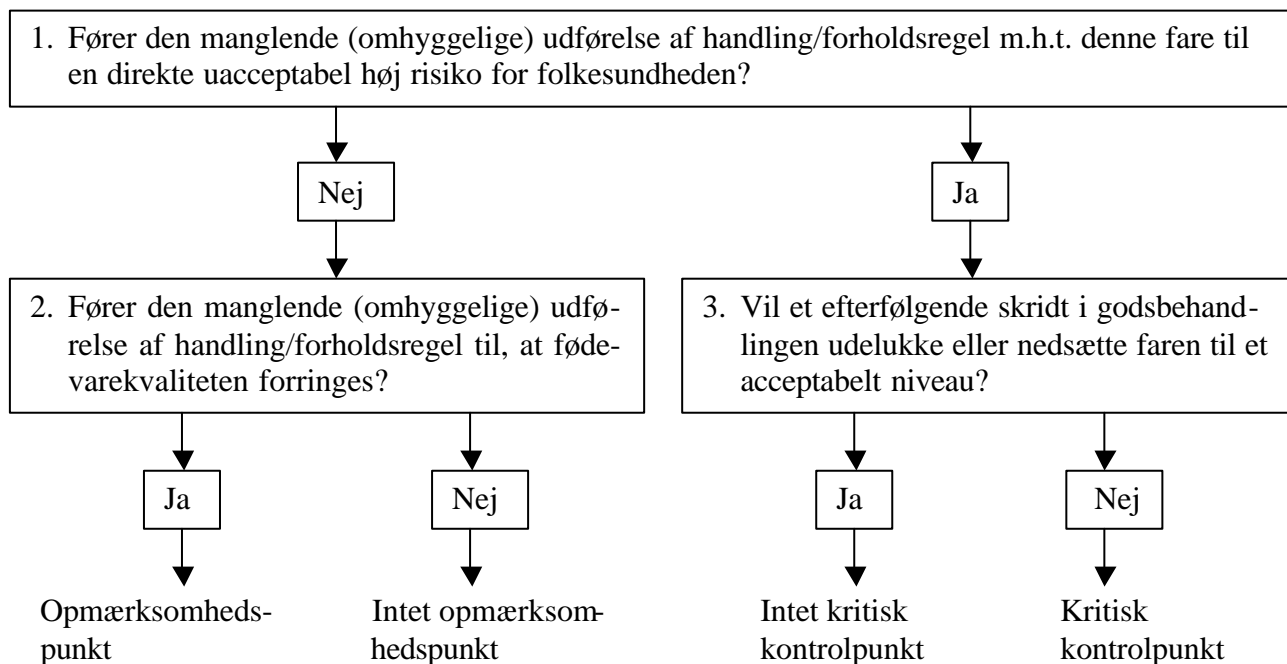 1. Fører den manglende (omhyggelige) udførelse af handling/forholdsregel m.h.t. denne fare til
en direkte uacceptabel høj risiko for folkesundheden?
Nej
Ja
2. Fører den manglende (omhyggelige) udfø-
relse af handling/forholdsregel til, at føde-
varekvaliteten forringes?
3. Vil et efterfølgende skridt i godsbehand-
lingen udelukke eller nedsætte faren til et
acceptabelt niveau?
Ja
Nej
Ja
Nej
Opmærksomheds-
punkt
Intet opmærksom-
hedspunkt
Intet kritisk
kontrolpunkt
Kritisk
kontrolpunkt